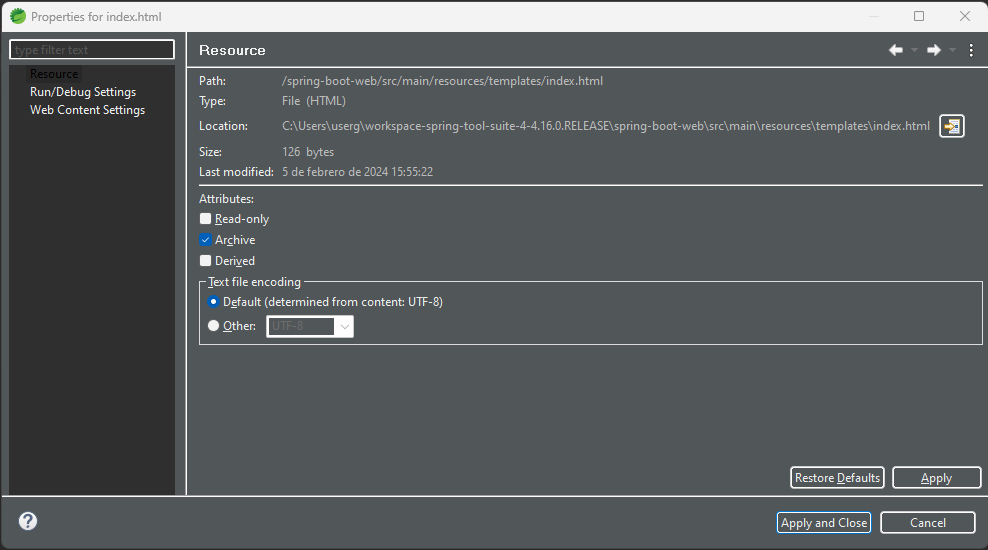 Properties for index.html
type filter text
Resource
Run/Debug Settings
Web Content Settings
Resource
Path: /spring-boot-web/src/main/resources/templates/index.html
Type: File (HTML)
Location: C:\Users\userg\workspace-spring-tool-suite-4-4.16.0.RELEASE\spring-boot-web\src\main\resources\templates\index.html
Size: 126 bytes
Last modified: 5 de febrero de 2024 15:55:22
Attributes:
Read-only
Archive
Derived
Text file encoding
Default (determined from content: UTF-8)
Other: UTF-8
Restore Defaults Apply
? Apply and Close Cancel